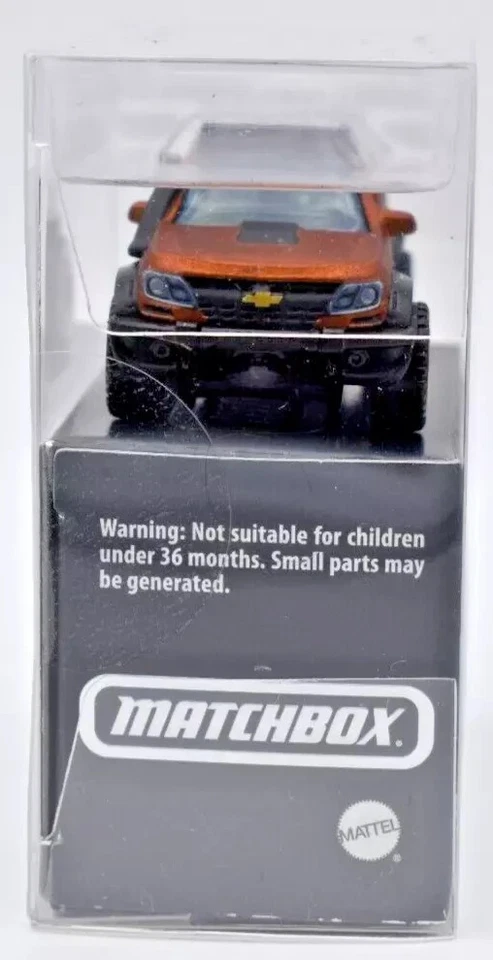 Warning: Not suitable for children
under 36 months. Small parts may
be generated.
MATCHBOX®
MATTEL
®